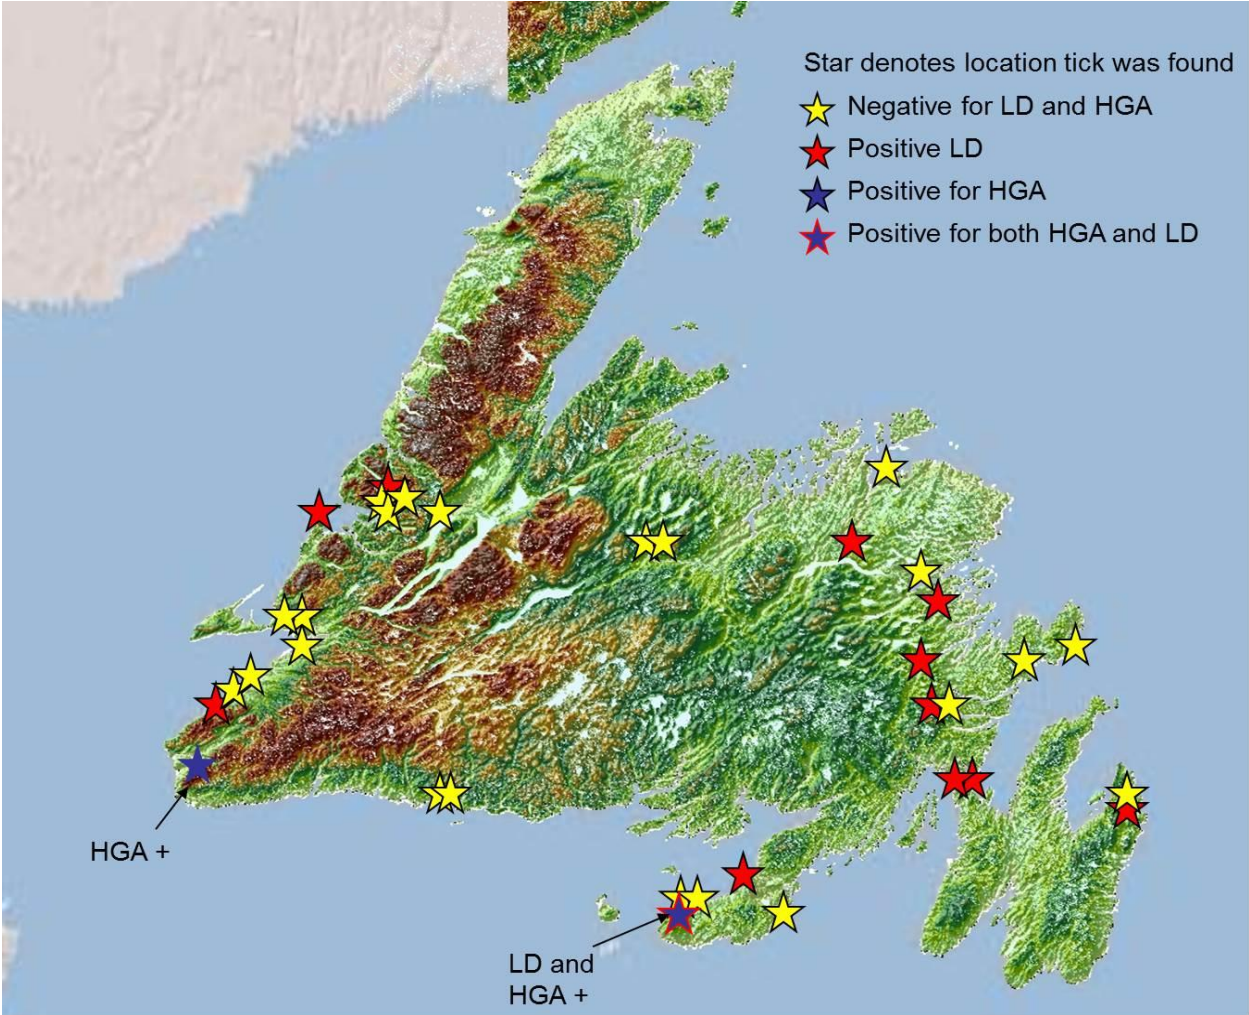 Star denotes location tick was found
Negative for LD and HGA
Positive LD
Positive for HGA
Positive for both HGA and LD
HGA +
LD and
HGA +